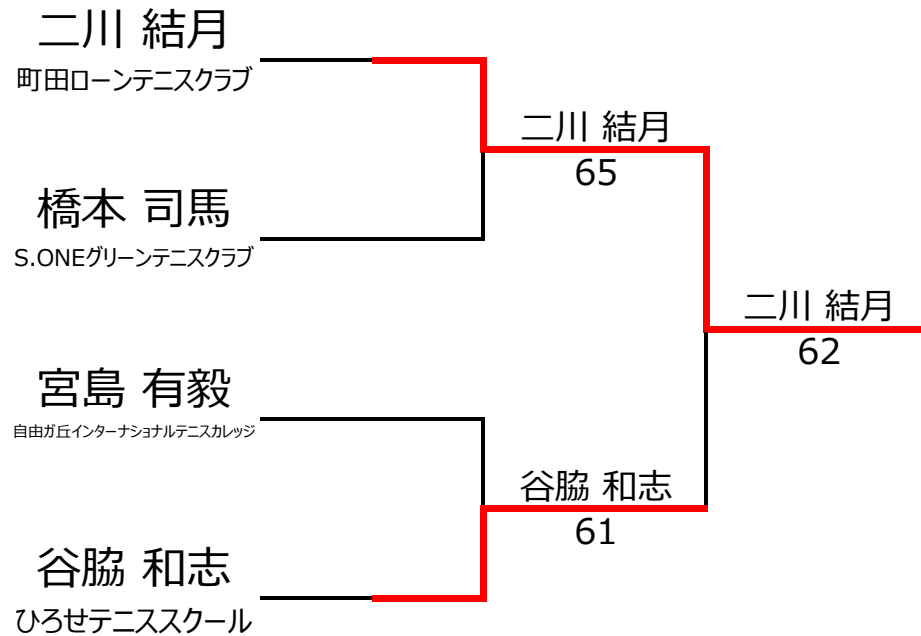 二川 結月
町田ローンテニスクラブ
二川 結月
65
橋本 司馬
S.ONEグリーンテニスクラブ
二川 結月
62
宮島 有毅
自由ガ丘インターナショナルテニスカレッジ
谷脇 和志
61
谷脇 和志
ひろせテニススクール